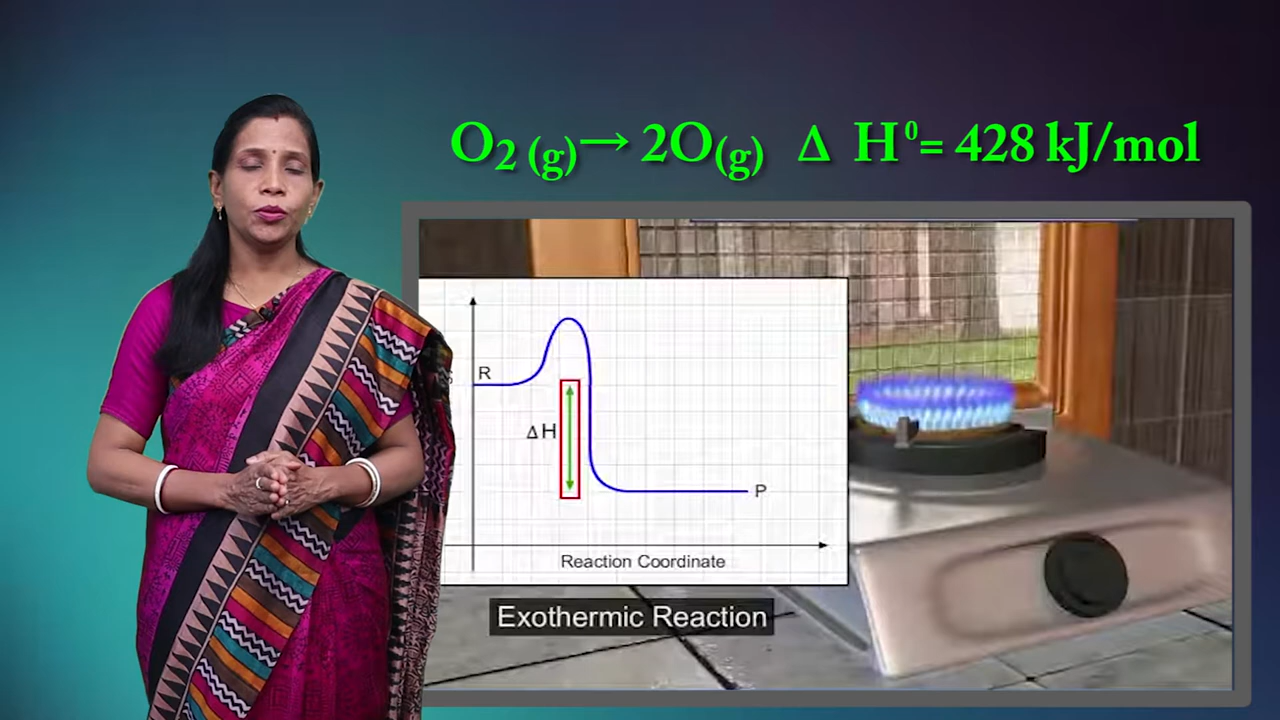 O₂ (g)→ 2O(g) Δ H⁰= 428 kJ/mol
R
ΔH
P
Reaction Coordinate
Exothermic Reaction